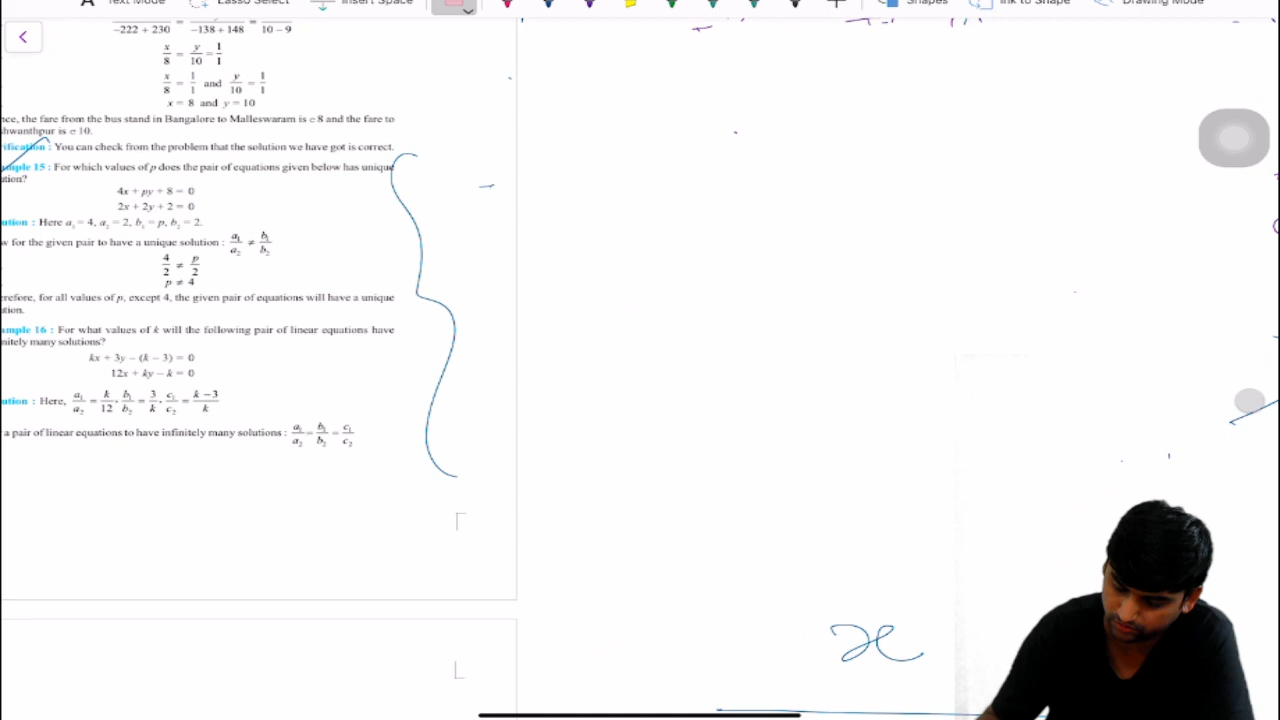 Text Mode Lasso Select Insert Space Shapes Ink to Shape Drawing Mode
−222 + 230 = −138 + 148 = 10 − 9
x/8 = y/10 = 1/1
x/8 = 1/1 and y/10 = 1/1
x = 8 and y = 10
nce, the fare from the bus stand in Bangalore to Malleswaram is e 8 and the fare to
shwanthpur is e 10.
rification : You can check from the problem that the solution we have got is correct.
ample 15 : For which values of p does the pair of equations given below has unique
ution?
4x + py + 8 = 0
2x + 2y + 2 = 0
ution : Here a₁ = 4, a₂ = 2, b₁ = p, b₂ = 2.
w for the given pair to have a unique solution : a₁/a₂ ≠ b₁/b₂
4/2 ≠ p/2
p ≠ 4
erefore, for all values of p, except 4, the given pair of equations will have a unique
ution.
ample 16 : For what values of k will the following pair of linear equations have
nitely many solutions?
kx + 3y − (k − 3) = 0
12x + ky − k = 0
ution : Here, a₁/a₂ = k/12, b₁/b₂ = 3/k, c₁/c₂ = k−3/k
a pair of linear equations to have infinitely many solutions : a₁/a₂ = b₁/b₂ = c₁/c₂
x